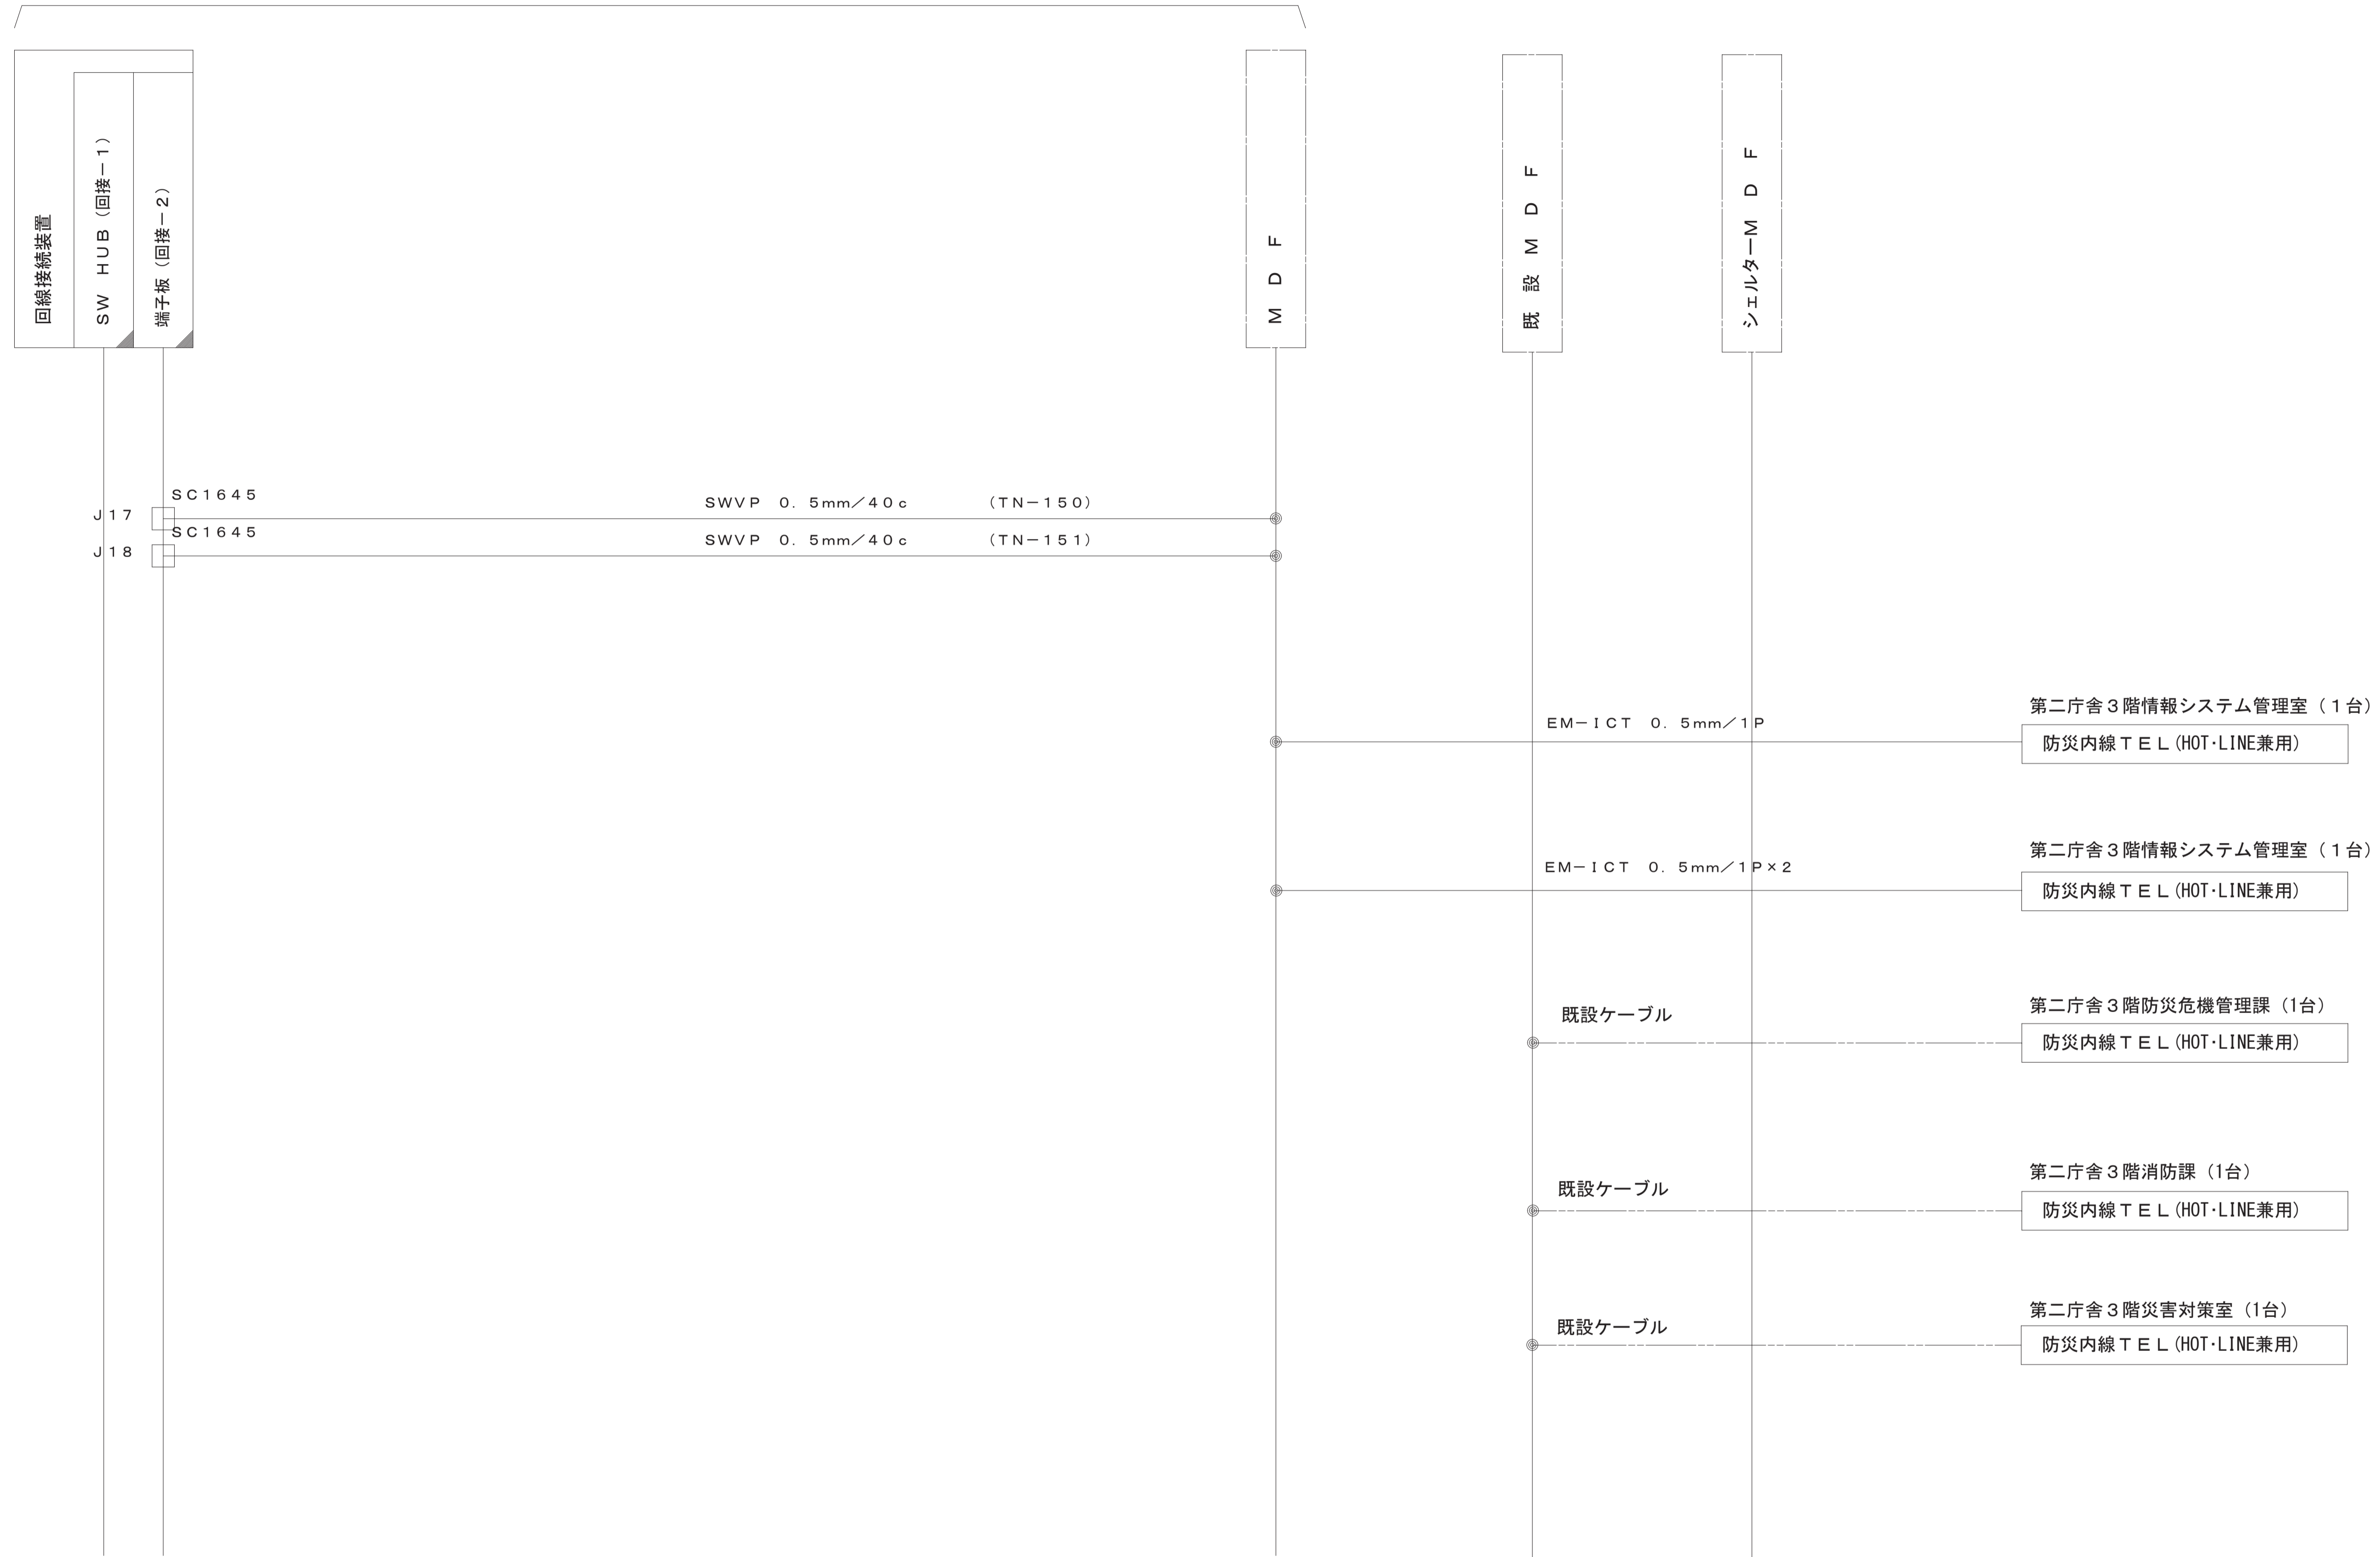 回線接続装置
SW　HUB（回接－１）
端子板（回接－２）
Ｍ　Ｄ　Ｆ
既　設　Ｍ　Ｄ　Ｆ
シェルターＭ　Ｄ　Ｆ
ＳＣ１６４５
Ｊ１７
ＳＷＶＰ　０．５mm／４０ｃ　（ＴＮ－１５０）
ＳＣ１６４５
Ｊ１８
ＳＷＶＰ　０．５mm／４０ｃ　（ＴＮ－１５１）
第二庁舎３階情報システム管理室（１台）
ＥＭ－ＩＣＴ　０．５mm／１Ｐ
防災内線ＴＥＬ(HOT･LINE兼用)
第二庁舎３階情報システム管理室（１台）
ＥＭ－ＩＣＴ　０．５mm／１Ｐ×２
防災内線ＴＥＬ(HOT･LINE兼用)
第二庁舎３階防災危機管理課（1台）
既設ケーブル
防災内線ＴＥＬ(HOT･LINE兼用)
第二庁舎３階消防課（1台）
既設ケーブル
防災内線ＴＥＬ(HOT･LINE兼用)
第二庁舎３階災害対策室（1台）
既設ケーブル
防災内線ＴＥＬ(HOT･LINE兼用)